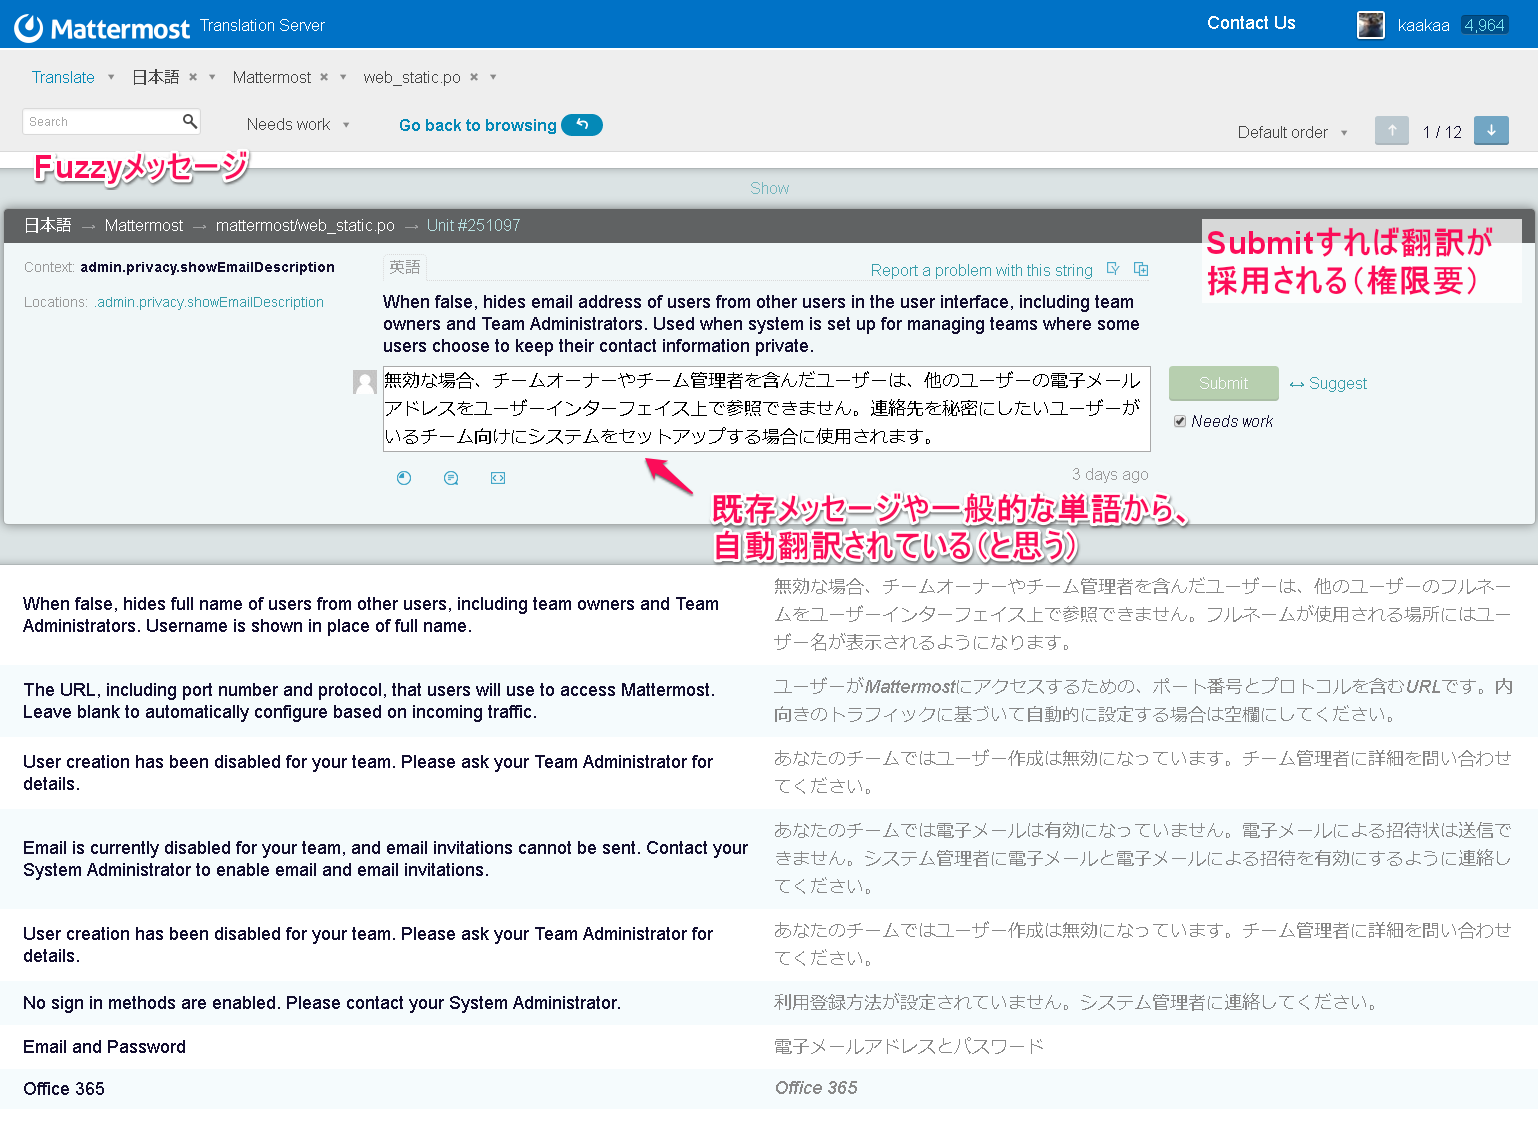 Mattermost Translation Server
Contact Us
kaakaa 4,964
Translate 日本語 Mattermost web_static.po
Search
Needs work
Go back to browsing
Default order
1 / 12
Fuzzyメッセージ
Show
日本語 → Mattermost → mattermost/web_static.po → Unit #251097
Submitすれば翻訳が
採用される（権限要）
Context: admin.privacy.showEmailDescription
Locations: .admin.privacy.showEmailDescription
英語
Report a problem with this string
When false, hides email address of users from other users in the user interface, including team
owners and Team Administrators. Used when system is set up for managing teams where some
users choose to keep their contact information private.
無効な場合、チームオーナーやチーム管理者を含んだユーザーは、他のユーザーの電子メール
アドレスをユーザーインターフェイス上で参照できません。連絡先を秘密にしたいユーザーが
いるチーム向けにシステムをセットアップする場合に使用されます。
Submit
↔ Suggest
Needs work
3 days ago
既存メッセージや一般的な単語から、
自動翻訳されている（と思う）
When false, hides full name of users from other users, including team owners and Team
Administrators. Username is shown in place of full name.
無効な場合、チームオーナーやチーム管理者を含んだユーザーは、他のユーザーのフルネー
ムをユーザーインターフェイス上で参照できません。フルネームが使用される場所にはユー
ザー名が表示されるようになります。
The URL, including port number and protocol, that users will use to access Mattermost.
Leave blank to automatically configure based on incoming traffic.
ユーザーがMattermostにアクセスするための、ポート番号とプロトコルを含むURLです。内
向きのトラフィックに基づいて自動的に設定する場合は空欄にしてください。
User creation has been disabled for your team. Please ask your Team Administrator for
details.
あなたのチームではユーザー作成は無効になっています。チーム管理者に詳細を問い合わせ
てください。
Email is currently disabled for your team, and email invitations cannot be sent. Contact your
System Administrator to enable email and email invitations.
あなたのチームでは電子メールは有効になっていません。電子メールによる招待状は送信で
きません。システム管理者に電子メールと電子メールによる招待を有効にするように連絡し
てください。
User creation has been disabled for your team. Please ask your Team Administrator for
details.
あなたのチームではユーザー作成は無効になっています。チーム管理者に詳細を問い合わせ
てください。
No sign in methods are enabled. Please contact your System Administrator.
利用登録方法が設定されていません。システム管理者に連絡してください。
Email and Password
電子メールアドレスとパスワード
Office 365
Office 365